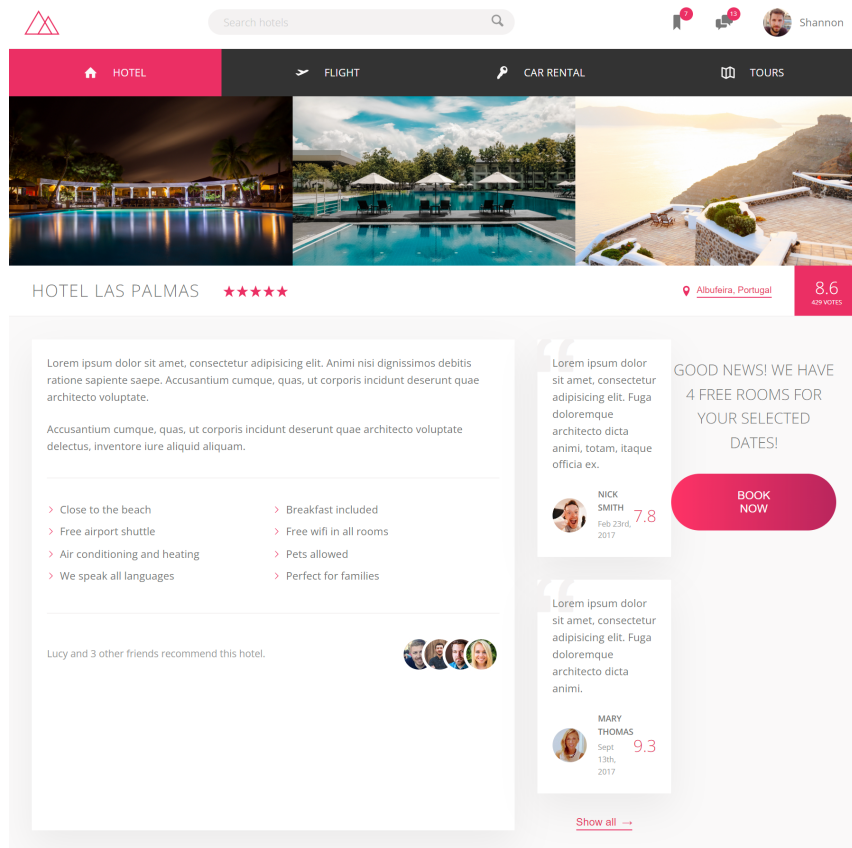 Search hotels
7
13
Shannon
HOTEL
FLIGHT
CAR RENTAL
TOURS
HOTEL LAS PALMAS
Albufeira, Portugal
8.6
429 VOTES
Lorem ipsum dolor sit amet, consectetur adipisicing elit. Animi nisi dignissimos debitis
ratione sapiente saepe. Accusantium cumque, quas, ut corporis incidunt deserunt quae
architecto voluptate.
Accusantium cumque, quas, ut corporis incidunt deserunt quae architecto voluptate
delectus, inventore iure aliquid aliquam.
Close to the beach
Free airport shuttle
Air conditioning and heating
We speak all languages
Breakfast included
Free wifi in all rooms
Pets allowed
Perfect for families
Lucy and 3 other friends recommend this hotel.
Lorem ipsum dolor
sit amet, consectetur
adipisicing elit. Fuga
doloremque
architecto dicta
animi, totam, itaque
officia ex.
NICK
SMITH
Feb 23rd,
2017
7.8
Lorem ipsum dolor
sit amet, consectetur
adipisicing elit. Fuga
doloremque
architecto dicta
animi.
MARY
THOMAS
Sept
13th,
2017
9.3
Show all →
GOOD NEWS! WE HAVE
4 FREE ROOMS FOR
YOUR SELECTED
DATES!
BOOK
NOW